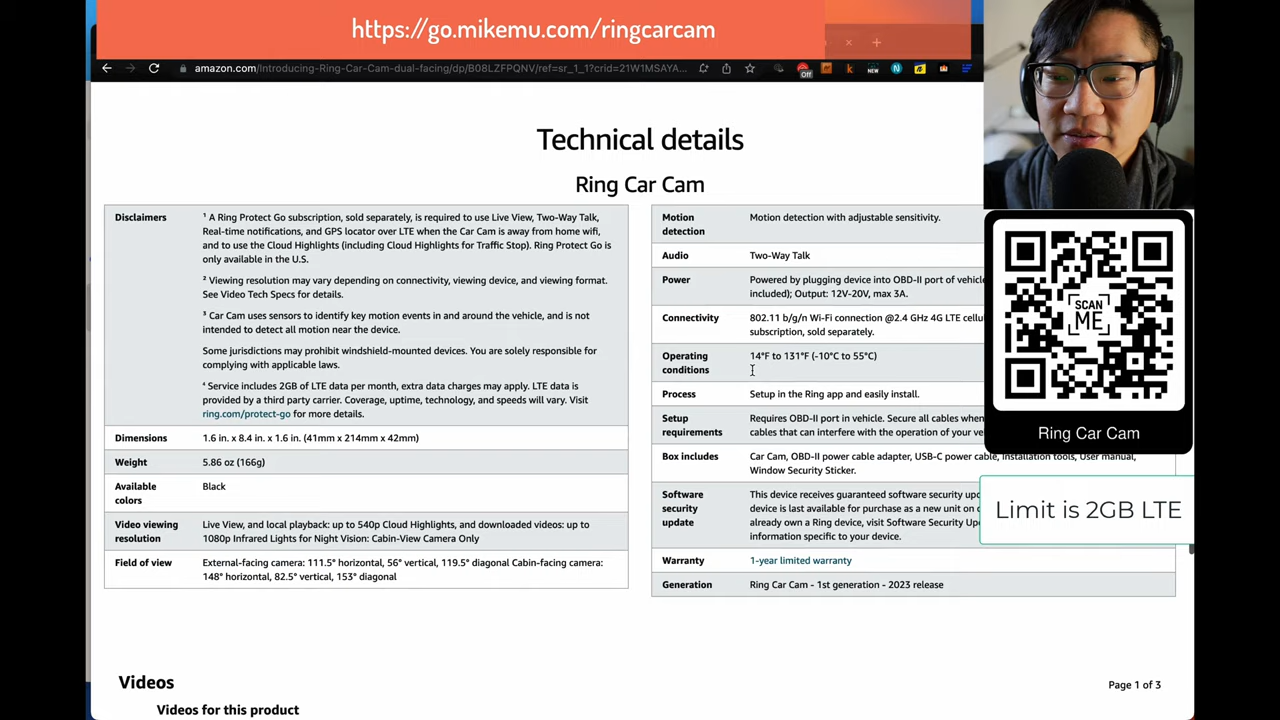 https://go.mikemu.com/ringcarcam
amazon.com/Introducing-Ring-Car-Cam-dual-facing/dp/B08LZFPQNV/ref=sr_1_1?crid=21W1MSAYA...
Off
NEW
Technical details
Ring Car Cam
Disclaimers
¹ A Ring Protect Go subscription, sold separately, is required to use Live View, Two-Way Talk,
Real-time notifications, and GPS locator over LTE when the Car Cam is away from home wifi,
and to use the Cloud Highlights (including Cloud Highlights for Traffic Stop). Ring Protect Go is
only available in the U.S.
² Viewing resolution may vary depending on connectivity, viewing device, and viewing format.
See Video Tech Specs for details.
³ Car Cam uses sensors to identify key motion events in and around the vehicle, and is not
intended to detect all motion near the device.
Some jurisdictions may prohibit windshield-mounted devices. You are solely responsible for
complying with applicable laws.
⁴ Service includes 2GB of LTE data per month, extra data charges may apply. LTE data is
provided by a third party carrier. Coverage, uptime, technology, and speeds will vary. Visit
ring.com/protect-go for more details.
Dimensions
1.6 in. x 8.4 in. x 1.6 in. (41mm x 214mm x 42mm)
Weight
5.86 oz (166g)
Available
colors
Black
Video viewing
resolution
Live View, and local playback: up to 540p Cloud Highlights, and downloaded videos: up to
1080p Infrared Lights for Night Vision: Cabin-View Camera Only
Field of view
External-facing camera: 111.5° horizontal, 56° vertical, 119.5° diagonal Cabin-facing camera:
148° horizontal, 82.5° vertical, 153° diagonal
Motion
detection
Motion detection with adjustable sensitivity.
Audio
Two-Way Talk
Power
Powered by plugging device into OBD-II port of vehicle
included); Output: 12V-20V, max 3A.
Connectivity
802.11 b/g/n Wi-Fi connection @2.4 GHz 4G LTE
subscription, sold separately.
Operating
conditions
14°F to 131°F (-10°C to 55°C)
Process
Setup in the Ring app and easily install.
Setup
requirements
Requires OBD-II port in vehicle. Secure all cables
cables that can interfere with the operation of your
Box includes
Car Cam, OBD-II power cable adapter, USB-C power cable, Installation tools, User manual,
Window Security Sticker.
Software
security
update
This device receives guaranteed software security
device is last available for purchase as a new unit on
already own a Ring device, visit Software Security
information specific to your device.
Warranty
1-year limited warranty
Generation
Ring Car Cam - 1st generation - 2023 release
SCAN
ME
Ring Car Cam
Limit is 2GB LTE
Videos
Page 1 of 3
Videos for this product